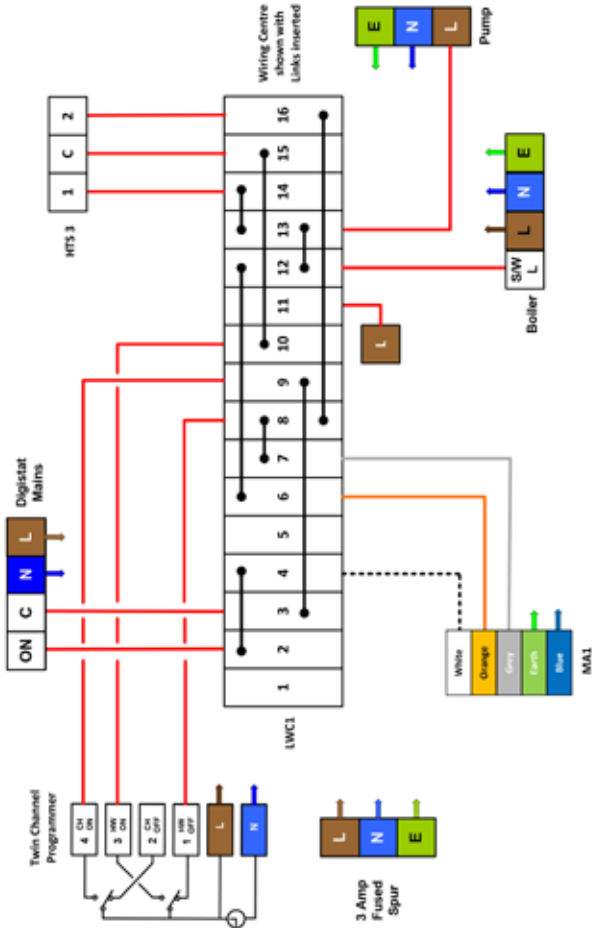 Wiring Centre
shown with
Links inserted
E
N
L
Pump
2
C
1
HTS 3
16
15
14
13
12
11
10
9
8
7
6
5
4
3
2
1
LWC1
E
N
L
S/W
L
Boiler
L
Digistat
Mains
L
N
C
ON
White
Orange
Grey
Earth
Blue
MA1
Twin Channel
Programmer
4 CH ON
3 HW ON
2 CH OFF
1 HW OFF
L
N
L
N
E
3 Amp
Fused
Spur